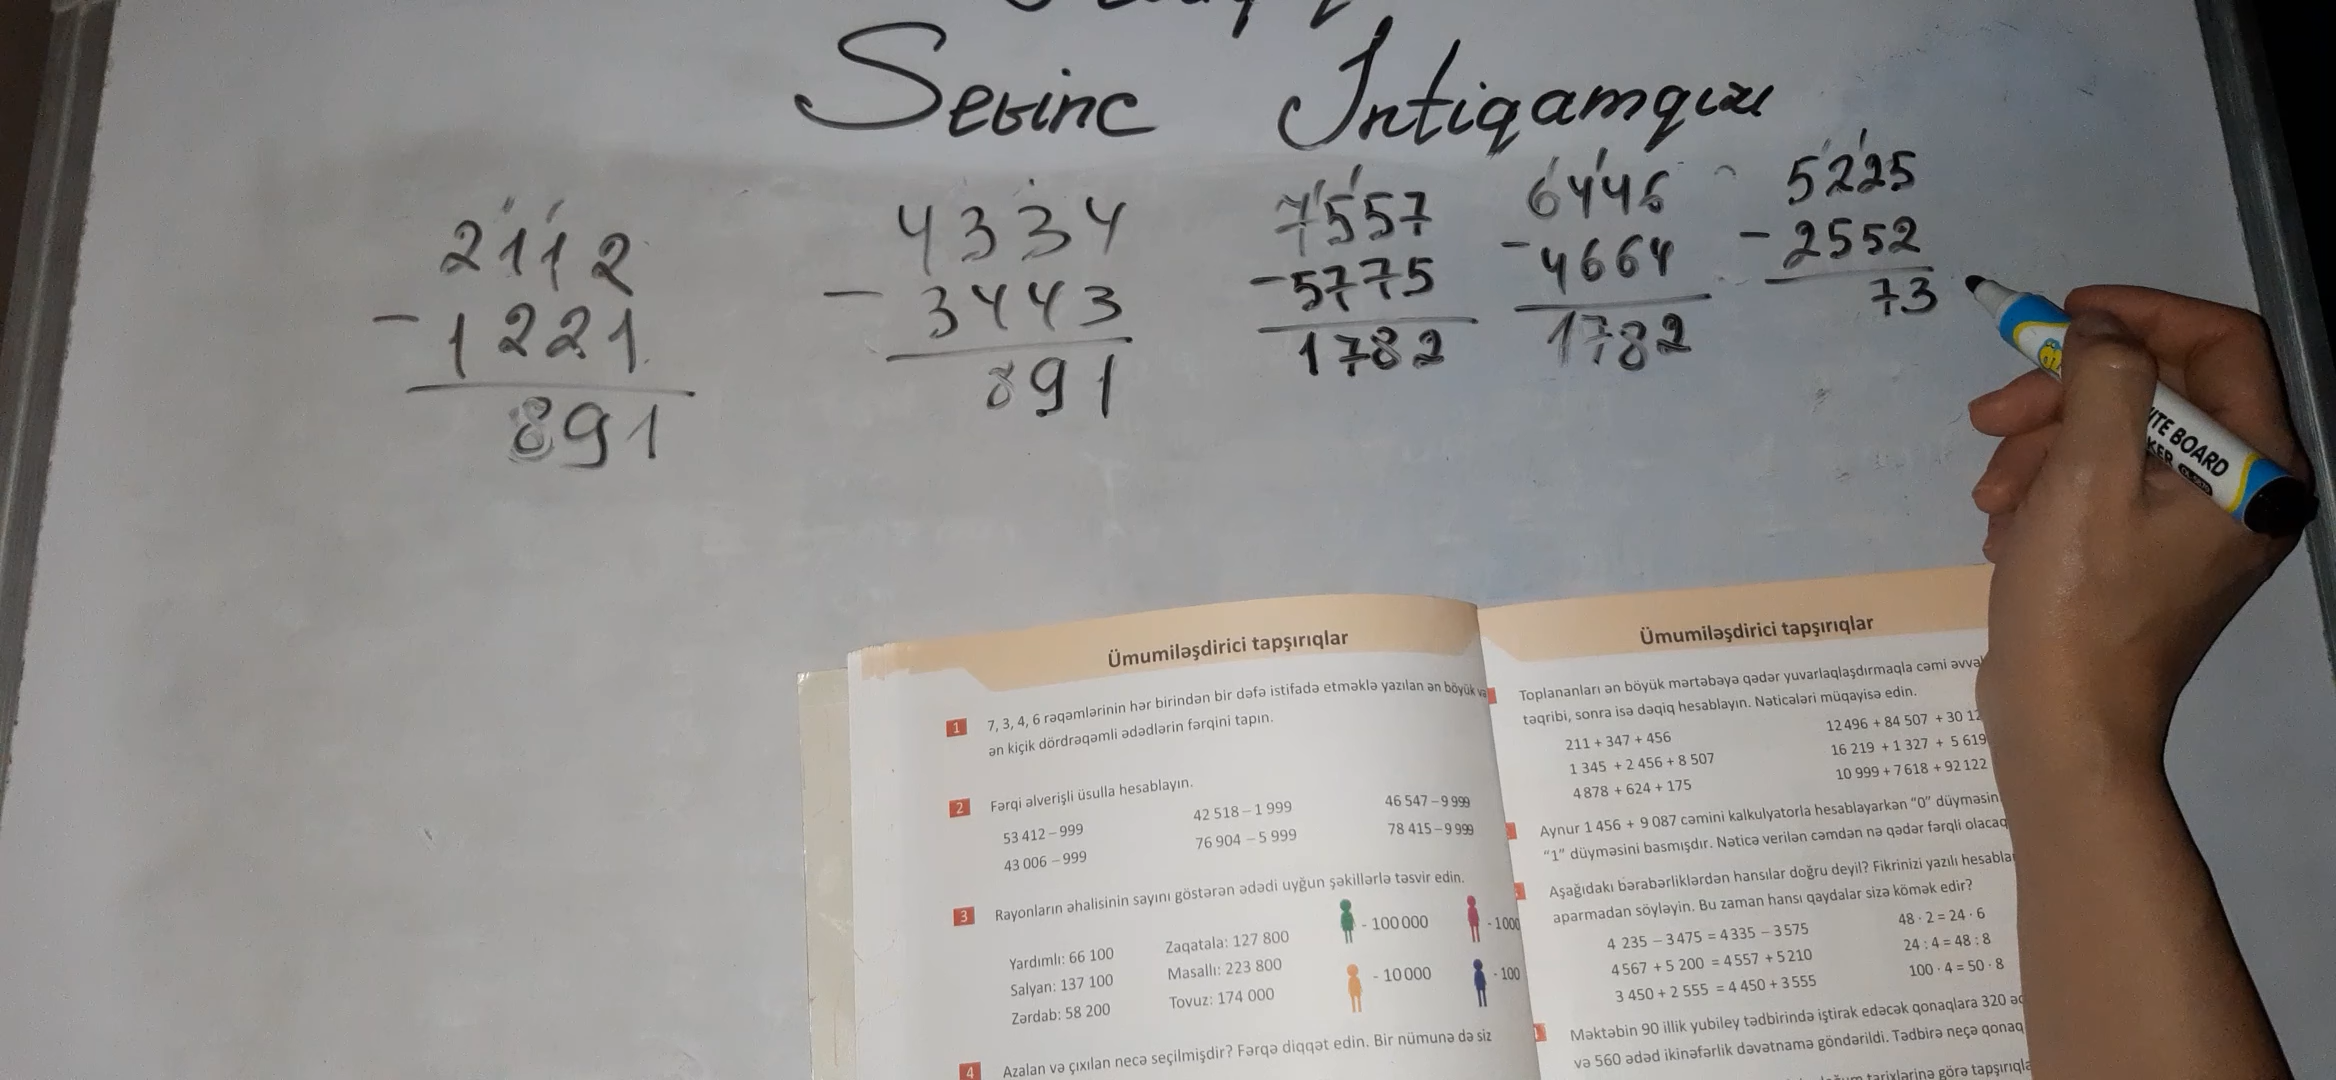 Sevinc Intiqamqızı
2112
- 1221
891
4334
- 3443
891
7557
- 5775
1782
6446
- 4664
1782
5225
- 2552
73
WHITE BOARD
Ümumiləşdirici tapşırıqlar
1 7, 3, 4, 6 rəqəmlərinin hər birindən bir dəfə istifadə etməklə yazılan ən böyük və
ən kiçik dördrəqəmli ədədlərin fərqini tapın.
2 Fərqi əlverişli üsulla hesablayın.
53 412 – 999 42 518 – 1 999 46 547 – 9 999
43 006 – 999 76 904 – 5 999 78 415 – 9 999
3 Rayonların əhalisinin sayını göstərən ədədi uyğun şəkillərlə təsvir edin.
Yardımlı: 66 100 Zaqatala: 127 800 - 100 000 - 1000
Salyan: 137 100 Masallı: 223 800 - 10 000 - 100
Zərdab: 58 200 Tovuz: 174 000
4 Azalan və çıxılan necə seçilmişdir? Fərqə diqqət edin. Bir nümunə də siz
Ümumiləşdirici tapşırıqlar
Toplananları ən böyük mərtəbəyə qədər yuvarlaqlaşdırmaqla cəmi əvvəl
təqribi, sonra isə dəqiq hesablayın. Nəticələri müqayisə edin.
211 + 347 + 456 12 496 + 84 507 + 30 12
1 345 + 2 456 + 8 507 16 219 + 1 327 + 5 619
4 878 + 624 + 175 10 999 + 7 618 + 92 122
Aynur 1 456 + 9 087 cəmini kalkulyatorla hesablayarkən “0” düyməsin
“1” düyməsini basmışdır. Nəticə verilən cəmdən nə qədər fərqli olacaq
Aşağıdakı bərabərliklərdən hansılar doğru deyil? Fikrinizi yazılı hesabla
aparmadan söyləyin. Bu zaman hansı qaydalar sizə kömək edir?
4 235 – 3 475 = 4 335 – 3 575 48 · 2 = 24 · 6
4 567 + 5 200 = 4 557 + 5 210 24 : 4 = 48 : 8
3 450 + 2 555 = 4 450 + 3 555 100 · 4 = 50 · 8
Məktəbin 90 illik yubiley tədbirində iştirak edəcək qonaqlara 320 əd
və 560 ədəd ikinəfərlik dəvətnamə göndərildi. Tədbirə neçə qonaq
tarixlərinə görə tapşırıqla